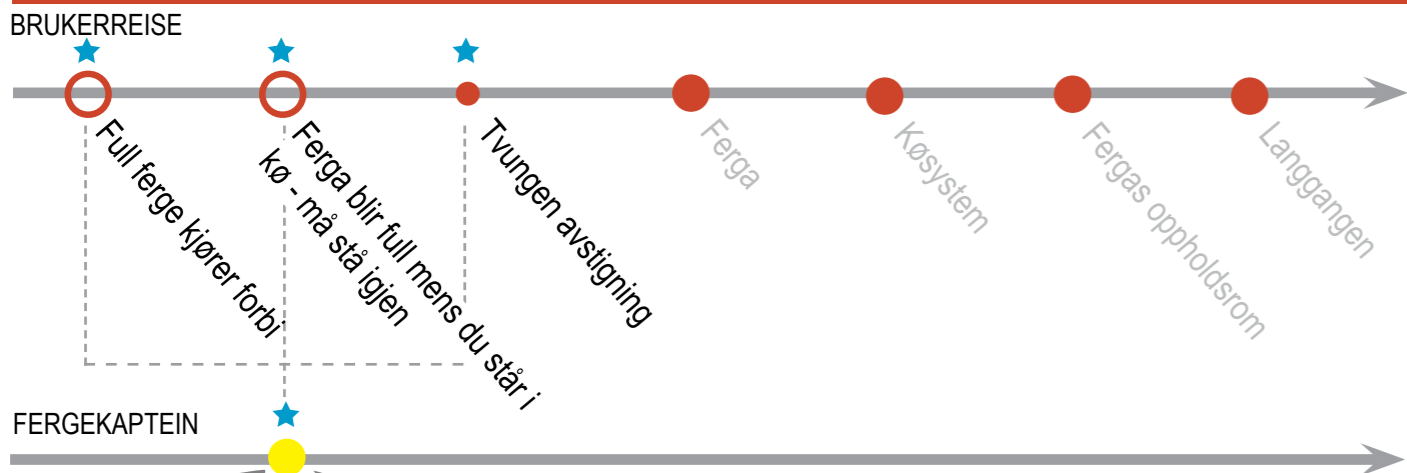 BRUKERREISE
Full ferge kjører forbi
Ferga blir full mens du står i
kø - må stå igjen
Tvungen avstigning
Ferga
Køsystem
Fergas oppholdsrom
Langgangen
FERGEKAPTEIN